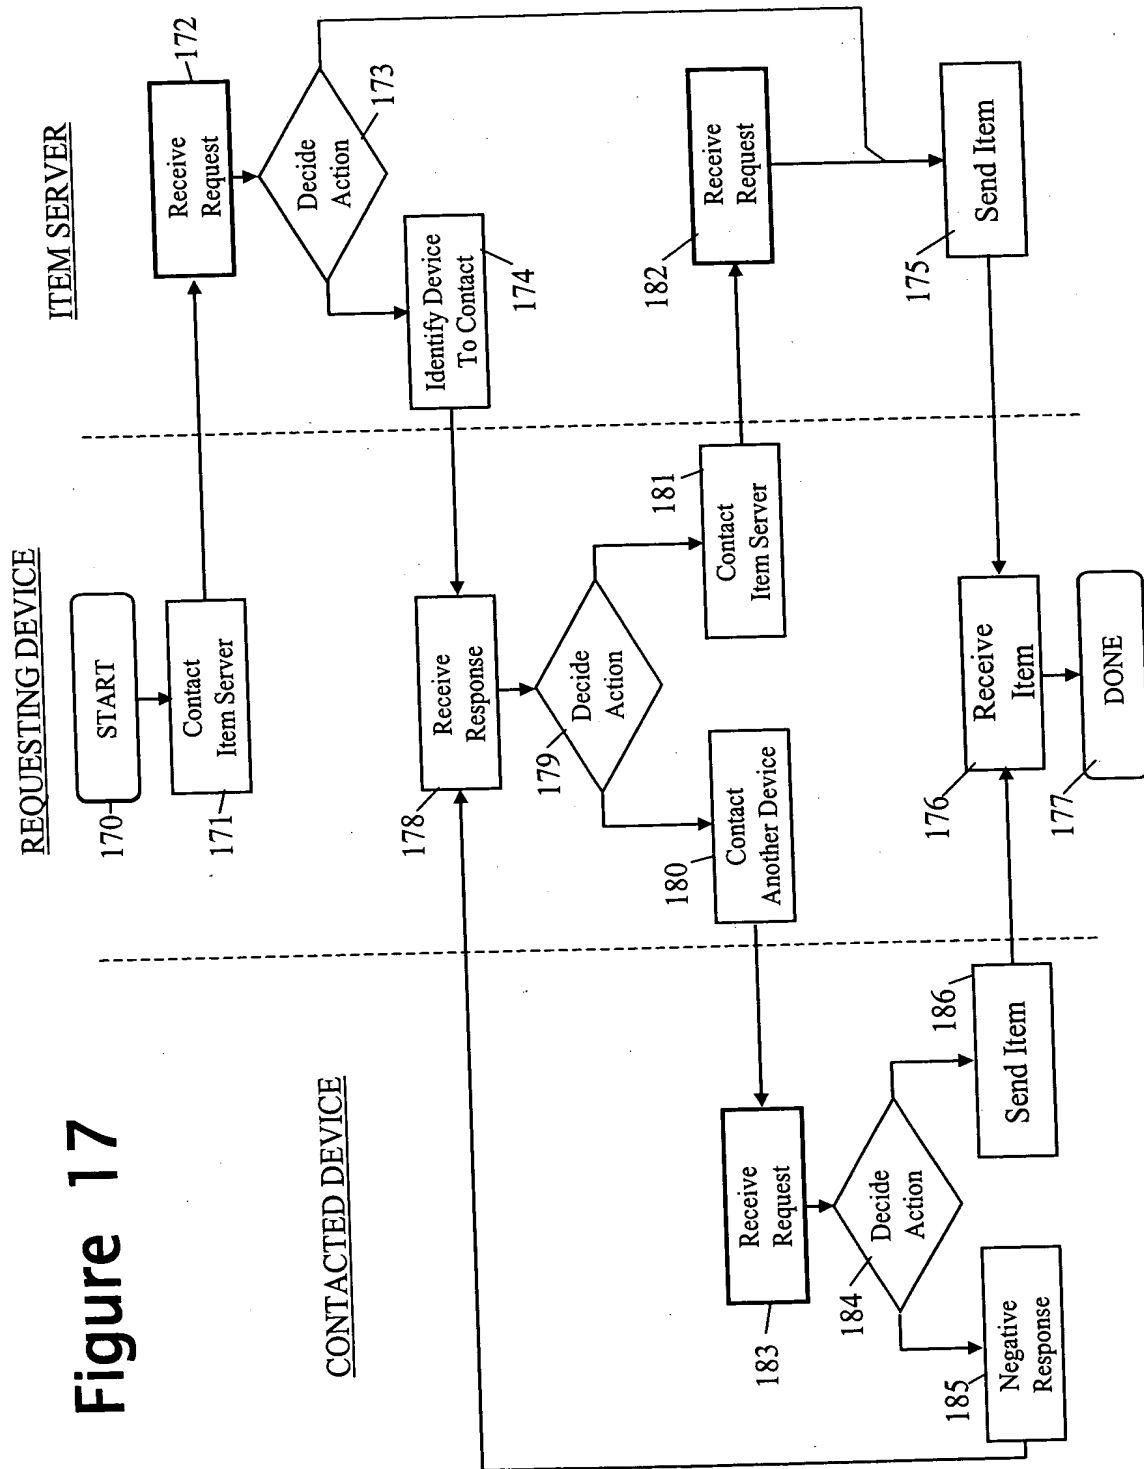 Figure 17
CONTACTED DEVICE
REQUESTING DEVICE
ITEM SERVER
START
170
Contact
Item Server
171
Receive
Request
172
Decide
Action
173
Identify Device
To Contact
174
Receive
Response
178
Decide
Action
179
Contact
Another Device
180
Contact
Item Server
181
Receive
Request
182
Receive
Request
183
Decide
Action
184
Negative
Response
185
Send Item
186
Send Item
175
Receive
Item
176
DONE
177